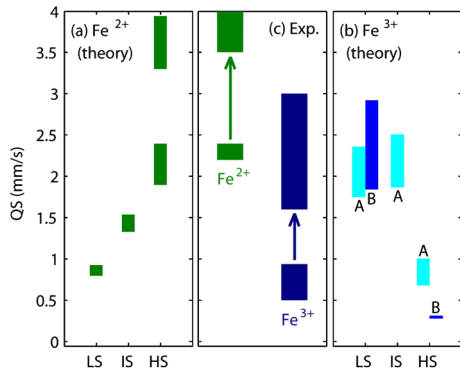 (a) Fe 2+
(theory)
(c) Exp.
(b) Fe 3+
(theory)
QS (mm/s)
4
3.5
3
2.5
2
1.5
1
0.5
0
Fe2+
Fe3+
A
B
A
A
B
LS IS HS
LS IS HS